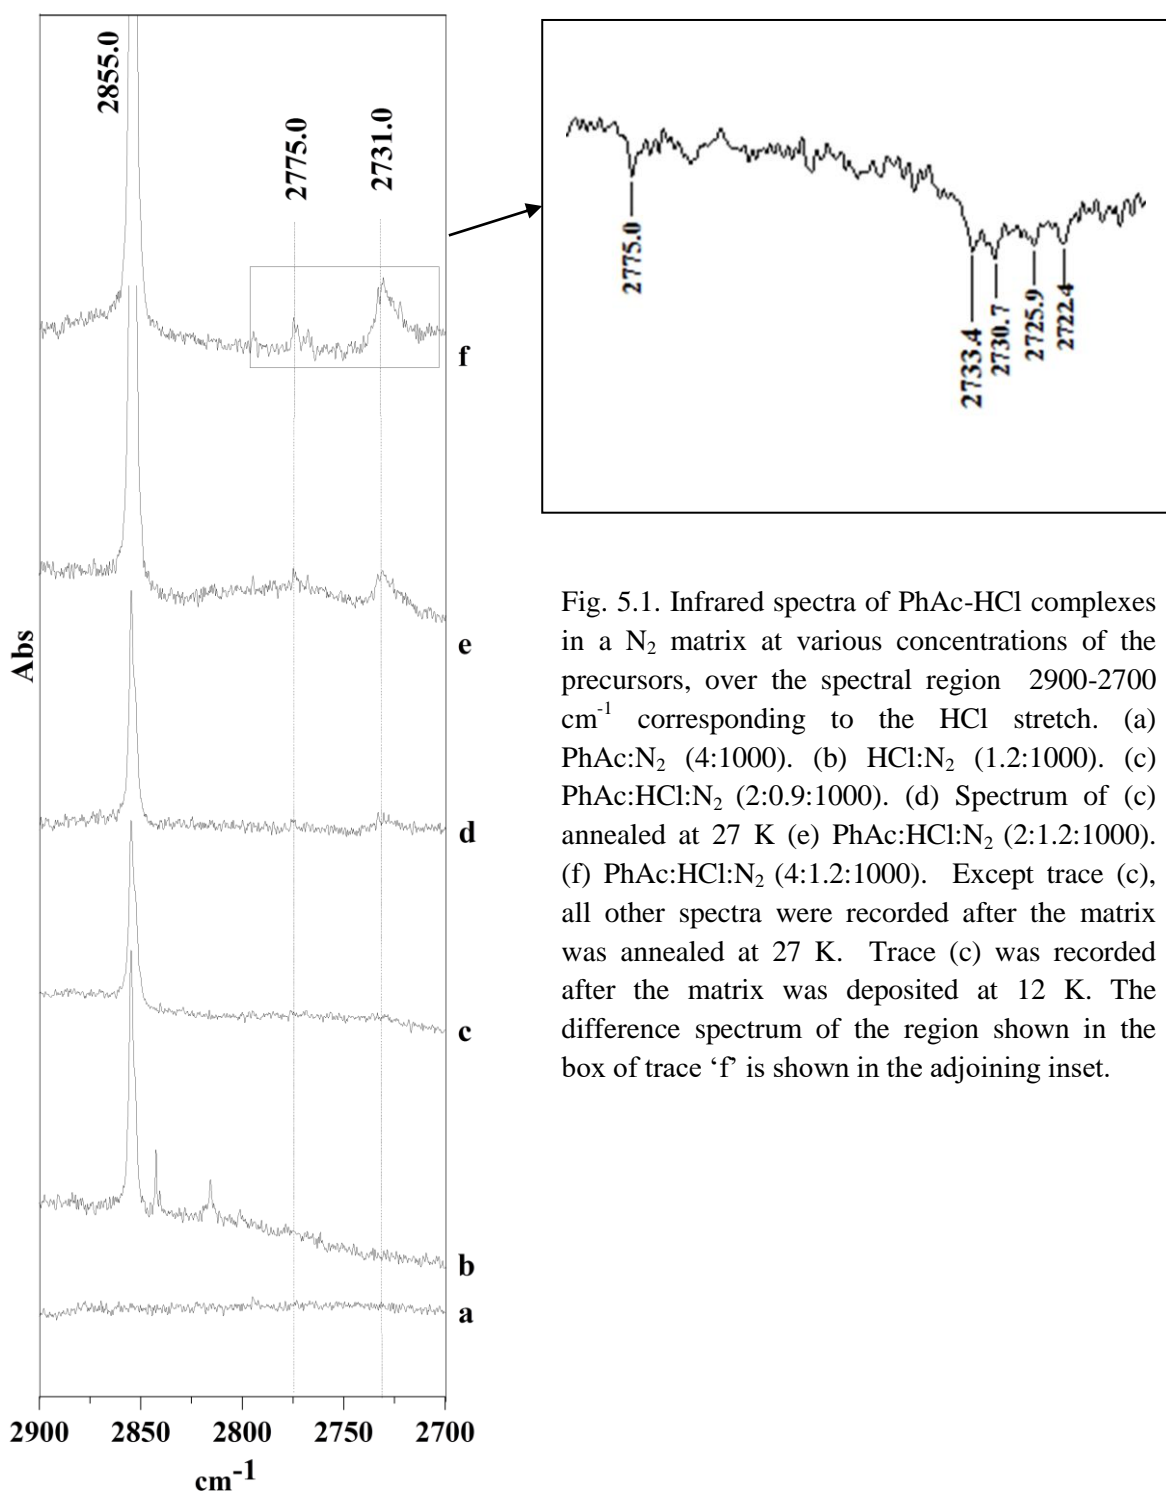 2855.0
2775.0
2731.0
f
e
d
c
b
a
Abs
2900 2850 2800 2750 2700
cm-1
2775.0
2733.4
2730.7
2725.9
2722.4
Fig. 5.1. Infrared spectra of PhAc-HCl complexes
in a N2 matrix at various concentrations of the
precursors, over the spectral region 2900-2700
cm-1 corresponding to the HCl stretch. (a)
PhAc:N2 (4:1000). (b) HCl:N2 (1.2:1000). (c)
PhAc:HCl:N2 (2:0.9:1000). (d) Spectrum of (c)
annealed at 27 K (e) PhAc:HCl:N2 (2:1.2:1000).
(f) PhAc:HCl:N2 (4:1.2:1000). Except trace (c),
all other spectra were recorded after the matrix
was annealed at 27 K. Trace (c) was recorded
after the matrix was deposited at 12 K. The
difference spectrum of the region shown in the
box of trace ‘f’ is shown in the adjoining inset.